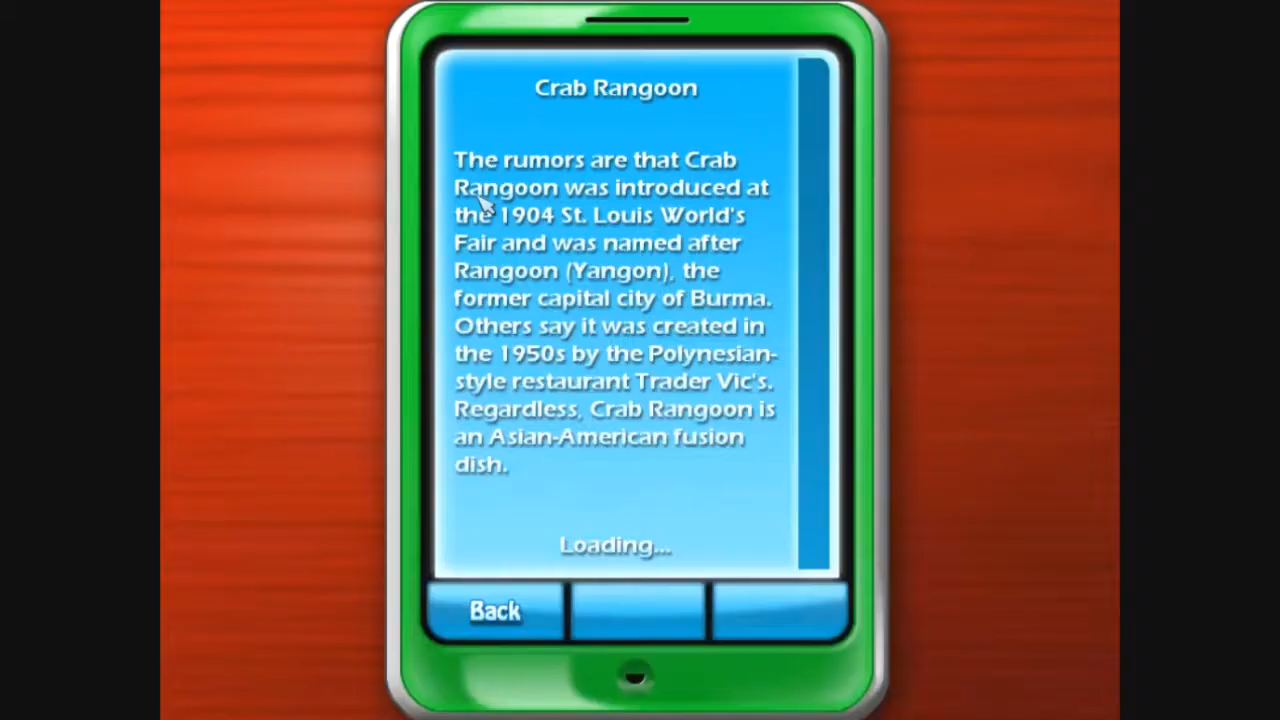 Crab Rangoon
The rumors are that Crab
Rangoon was introduced at
the 1904 St. Louis World's
Fair and was named after
Rangoon (Yangon), the
former capital city of Burma.
Others say it was created in
the 1950s by the Polynesian-
style restaurant Trader Vic's.
Regardless, Crab Rangoon is
an Asian-American fusion
dish.
Loading...
Back